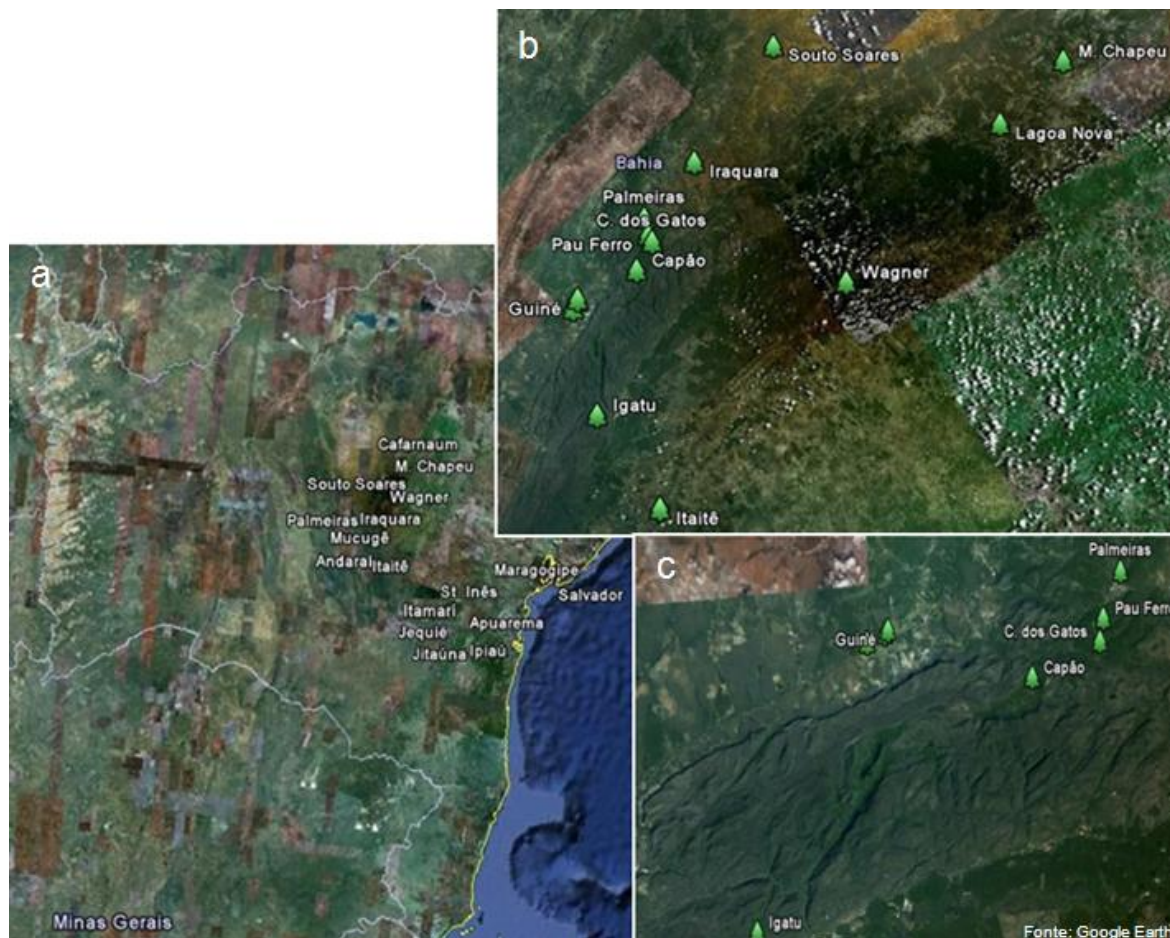 a
Cafarnaum
M. Chapeu
Souto Soares
Wagner
Palmeiras
Iraquara
Mucugê
Andaraí
Itaitê
Maragogipe
Salvador
St. Inês
Itamarí
Apuarema
Jequié
Jitaúna
Ipiaú
Minas Gerais
b
Souto Soares
M. Chapeu
Lagoa Nova
Bahia
Iraquara
Palmeiras
C. dos Gatos
Pau Ferro
Capão
Wagner
Guiné
Igatu
Itaitê
c
Palmeiras
Pau Ferr
Guiné
C. dos Gatos
Capão
Igatu
Fonte: Google Earth